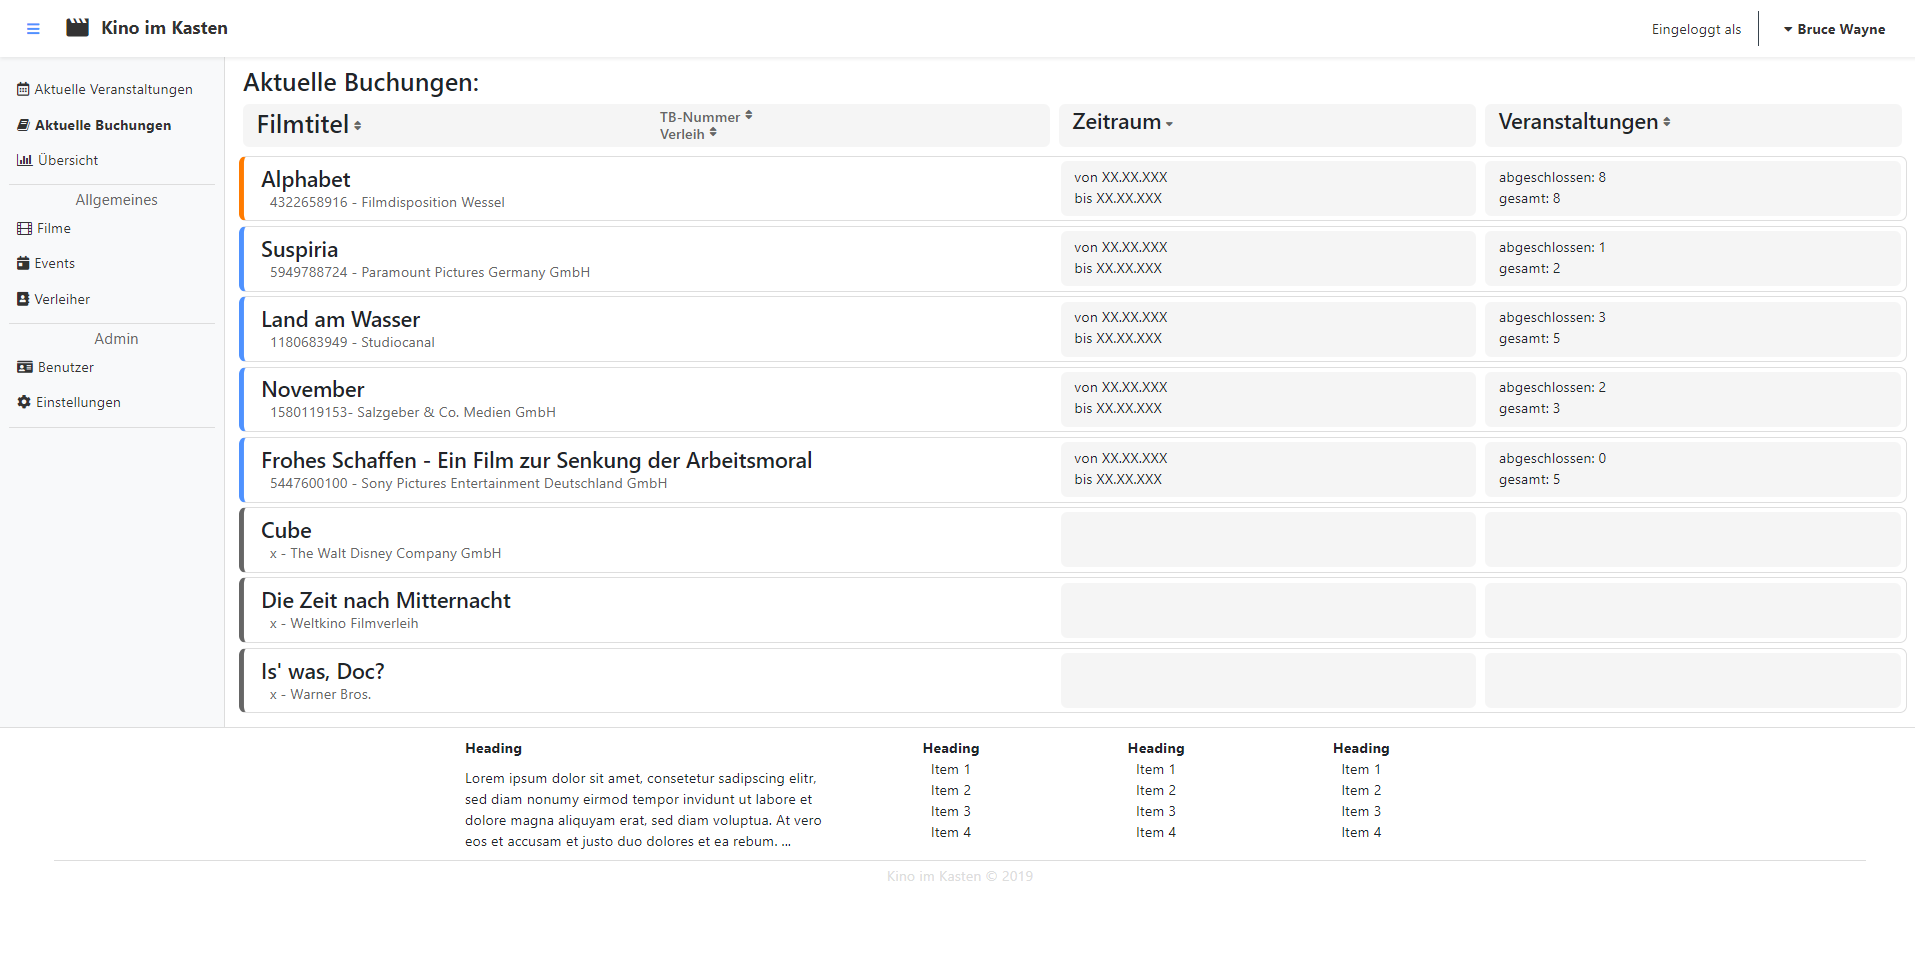 Kino im Kasten
Eingeloggt als
Bruce Wayne
Aktuelle Veranstaltungen
Aktuelle Buchungen
Übersicht
Allgemeines
Filme
Events
Verleiher
Admin
Benutzer
Einstellungen
Aktuelle Buchungen:
Filmtitel
TB-Nummer
Verleih
Zeitraum
Veranstaltungen
Alphabet
4322658916 - Filmdisposition Wessel
von XX.XX.XXX
bis XX.XX.XXX
abgeschlossen: 8
gesamt: 8
Suspiria
5949788724 - Paramount Pictures Germany GmbH
von XX.XX.XXX
bis XX.XX.XXX
abgeschlossen: 1
gesamt: 2
Land am Wasser
1180683949 - Studiocanal
von XX.XX.XXX
bis XX.XX.XXX
abgeschlossen: 3
gesamt: 5
November
1580119153- Salzgeber & Co. Medien GmbH
von XX.XX.XXX
bis XX.XX.XXX
abgeschlossen: 2
gesamt: 3
Frohes Schaffen - Ein Film zur Senkung der Arbeitsmoral
5447600100 - Sony Pictures Entertainment Deutschland GmbH
von XX.XX.XXX
bis XX.XX.XXX
abgeschlossen: 0
gesamt: 5
Cube
x - The Walt Disney Company GmbH
Die Zeit nach Mitternacht
x - Weltkino Filmverleih
Is' was, Doc?
x - Warner Bros.
Heading
Lorem ipsum dolor sit amet, consetetur sadipscing elitr,
sed diam nonumy eirmod tempor invidunt ut labore et
dolore magna aliquyam erat, sed diam voluptua. At vero
eos et accusam et justo duo dolores et ea rebum. ...
Heading
Item 1
Item 2
Item 3
Item 4
Heading
Item 1
Item 2
Item 3
Item 4
Heading
Item 1
Item 2
Item 3
Item 4
Kino im Kasten © 2019